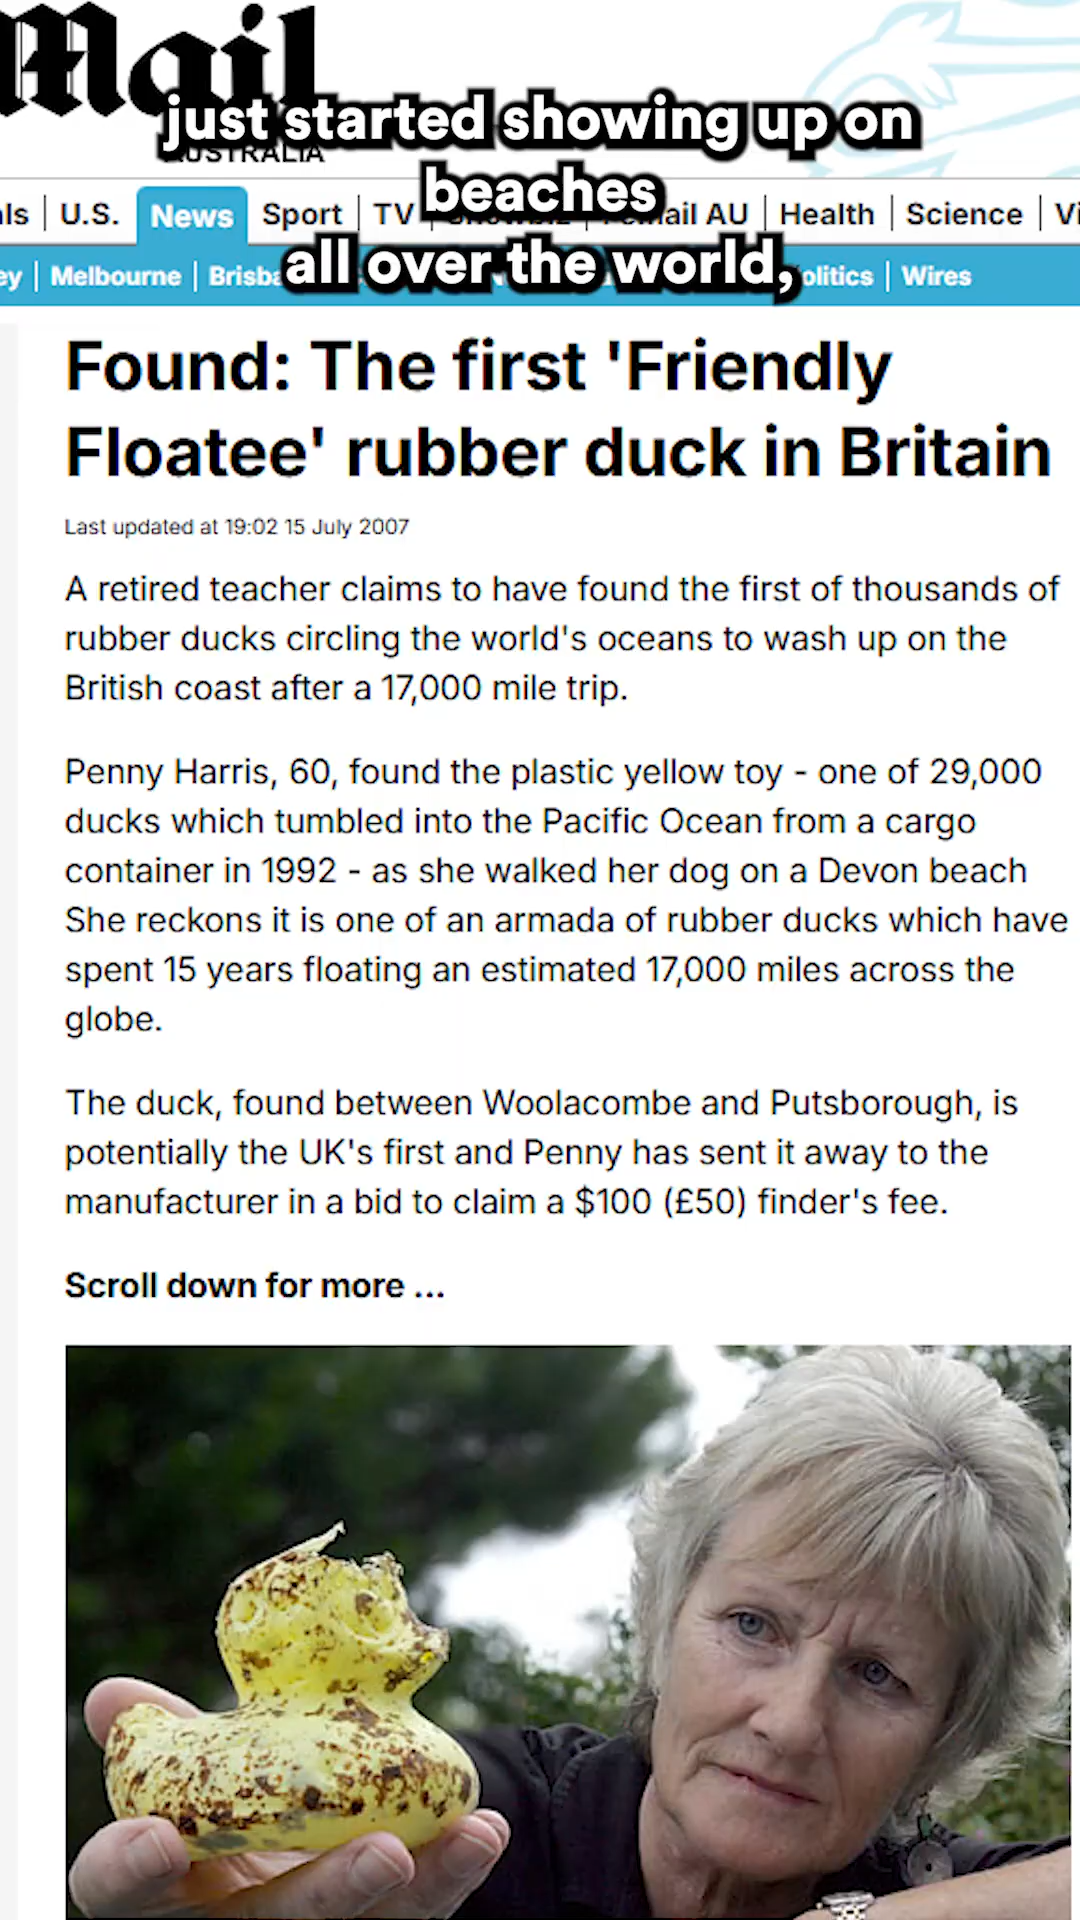 Mail
AUSTRALIA
just started showing up on
beaches
all over the world,
U.S. | News | Sport | TV | Mail AU | Health | Science |
Melbourne | | Wires
Found: The first 'Friendly
Floatee' rubber duck in Britain
Last updated at 19:02 15 July 2007
A retired teacher claims to have found the first of thousands of
rubber ducks circling the world's oceans to wash up on the
British coast after a 17,000 mile trip.
Penny Harris, 60, found the plastic yellow toy - one of 29,000
ducks which tumbled into the Pacific Ocean from a cargo
container in 1992 - as she walked her dog on a Devon beach
She reckons it is one of an armada of rubber ducks which have
spent 15 years floating an estimated 17,000 miles across the
globe.
The duck, found between Woolacombe and Putsborough, is
potentially the UK's first and Penny has sent it away to the
manufacturer in a bid to claim a $100 (£50) finder's fee.
Scroll down for more ...